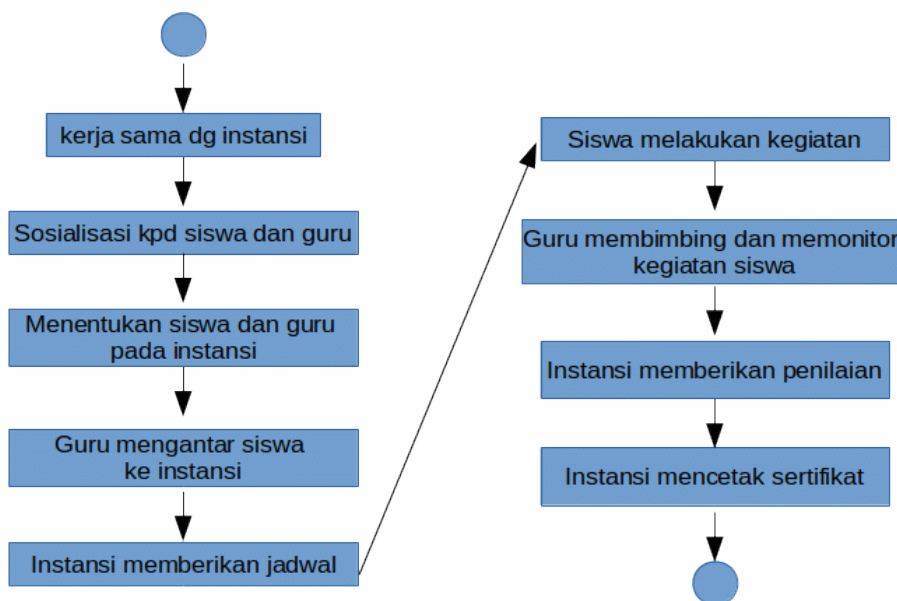 kerja sama dg instansi
Sosialisasi kpd siswa dan guru
Menentukan siswa dan guru
pada instansi
Guru mengantar siswa
ke instansi
Instansi memberikan jadwal
Siswa melakukan kegiatan
Guru membimbing dan memonitor
kegiatan siswa
Instansi memberikan penilaian
Instansi mencetak sertifikat